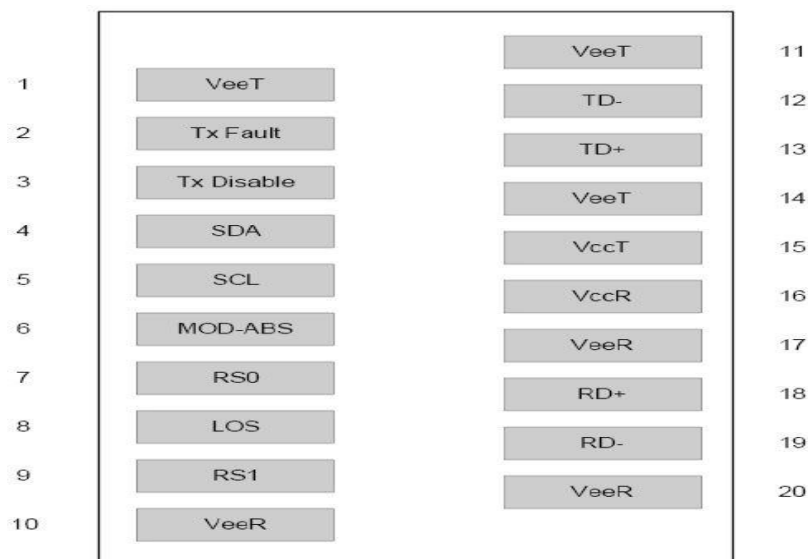 1 VeeT
2 Tx Fault
3 Tx Disable
4 SDA
5 SCL
6 MOD-ABS
7 RS0
8 LOS
9 RS1
10 VeeR
VeeT 11
TD- 12
TD+ 13
VeeT 14
VccT 15
VccR 16
VeeR 17
RD+ 18
RD- 19
VeeR 20